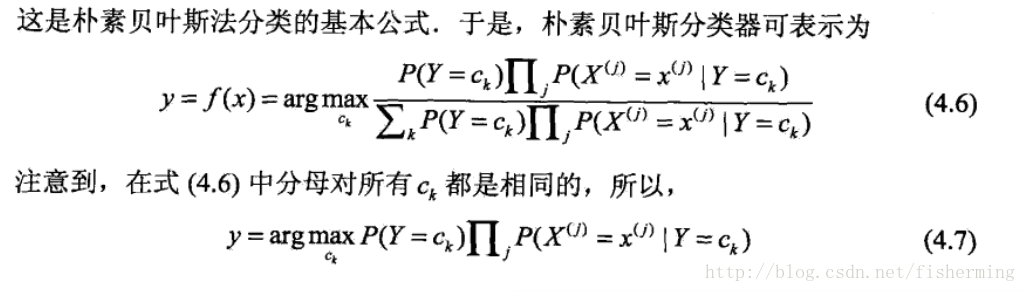 这是朴素贝叶斯法分类的基本公式．于是，朴素贝叶斯分类器可表示为
y = f(x) = arg max_{c_k} \frac{P(Y = c_k)∏_j P(X^{(j)} = x^{(j)} | Y = c_k)}{∑_k P(Y = c_k)∏_j P(X^{(j)} = x^{(j)} | Y = c_k)} (4.6)
注意到，在式 (4.6) 中分母对所有 c_k 都是相同的，所以，
y = arg max_{c_k} P(Y = c_k)∏_j P(X^{(j)} = x^{(j)} | Y = c_k) (4.7)
http://blog.csdn.net/fisherming